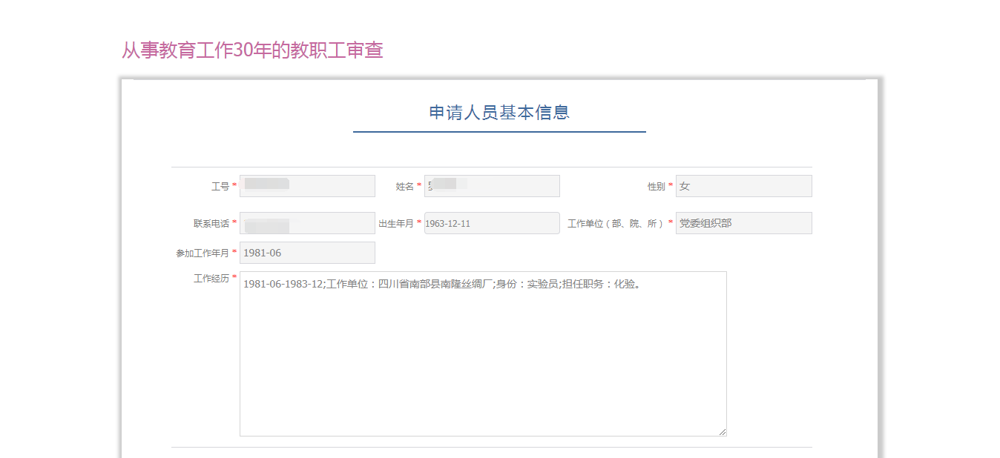 从事教育工作30年的教职工审查
申请人员基本信息
工号 * 姓名 * 性别 * 女
联系电话 * 出生年月 * 1963-12-11 工作单位（部、院、所） * 党委组织部
参加工作年月 * 1981-06
工作经历 * 1981-06-1983-12;工作单位：四川省南部县南隆丝绸厂;身份：实验员;担任职务：化验。